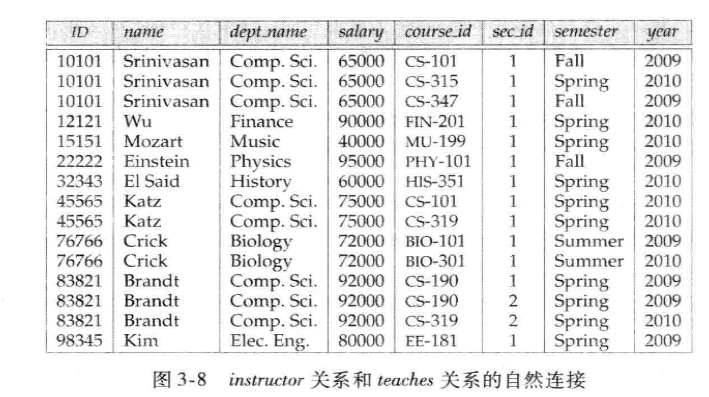 ID name dept_name salary course_id sec_id semester year
10101 Srinivasan Comp. Sci. 65000 CS-101 1 Fall 2009
10101 Srinivasan Comp. Sci. 65000 CS-315 1 Spring 2010
10101 Srinivasan Comp. Sci. 65000 CS-347 1 Fall 2009
12121 Wu Finance 90000 FIN-201 1 Spring 2010
15151 Mozart Music 40000 MU-199 1 Spring 2010
22222 Einstein Physics 95000 PHY-101 1 Fall 2009
32343 El Said History 60000 HIS-351 1 Spring 2010
45565 Katz Comp. Sci. 75000 CS-101 1 Spring 2010
45565 Katz Comp. Sci. 75000 CS-319 1 Spring 2010
76766 Crick Biology 72000 BIO-101 1 Summer 2009
76766 Crick Biology 72000 BIO-301 1 Summer 2010
83821 Brandt Comp. Sci. 92000 CS-190 1 Spring 2009
83821 Brandt Comp. Sci. 92000 CS-190 2 Spring 2009
83821 Brandt Comp. Sci. 92000 CS-319 2 Spring 2010
98345 Kim Elec. Eng. 80000 EE-181 1 Spring 2009
图 3-8 instructor 关系和 teaches 关系的自然连接